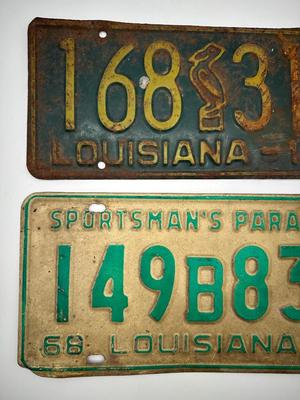 168 3
LOUISIANA -
SPORTSMAN'S PARA
149B83
68 LOUISIANA